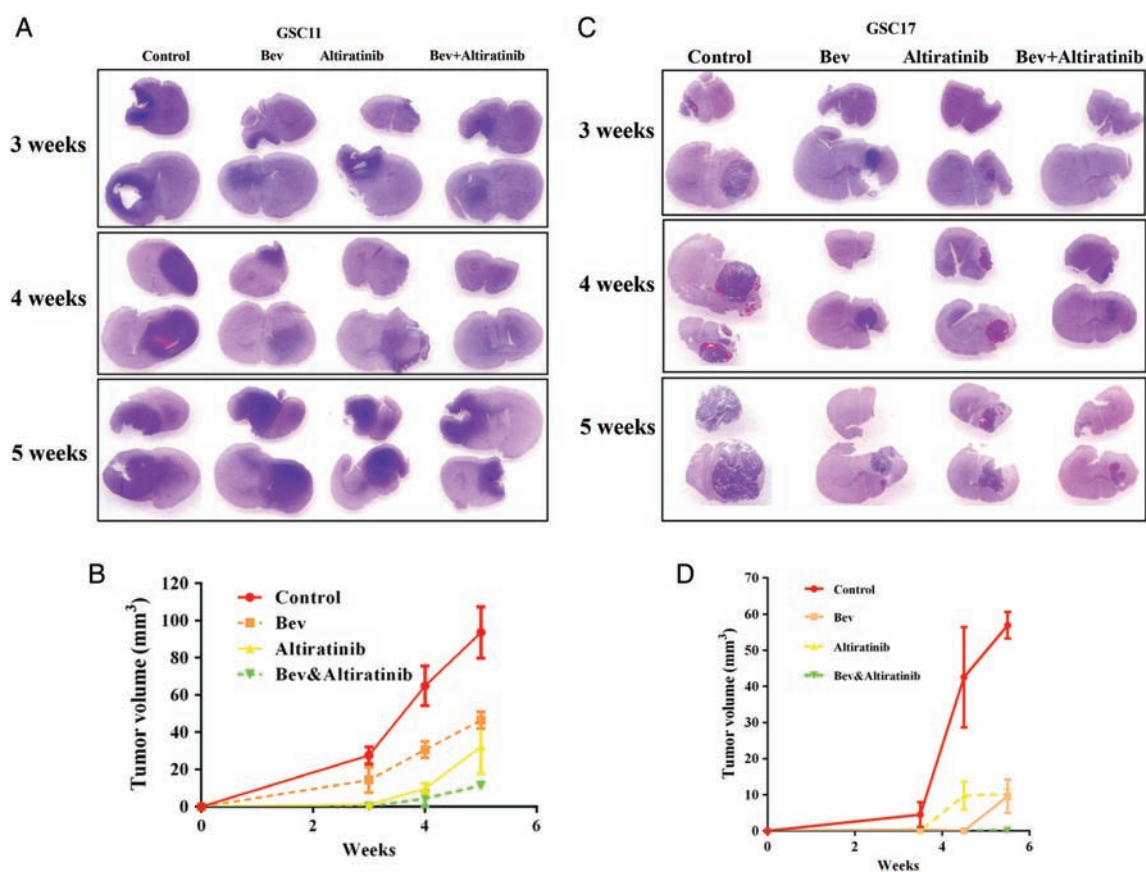 A
GSC11
Control Bev Altiratinib Bev+Altiratinib
3 weeks
4 weeks
5 weeks
C
GSC17
Control Bev Altiratinib Bev+Altiratinib
3 weeks
4 weeks
5 weeks
B
Tumor volume (mm3)
120
100
80
60
40
20
0
Control
Bev
Altiratinib
Bev&Altiratinib
0 2 4 6
Weeks
D
Tumor volume (mm3)
70
60
50
40
30
20
10
0
Control
Bev
Altiratinib
Bev&Altiratinib
0 2 4 6
Weeks